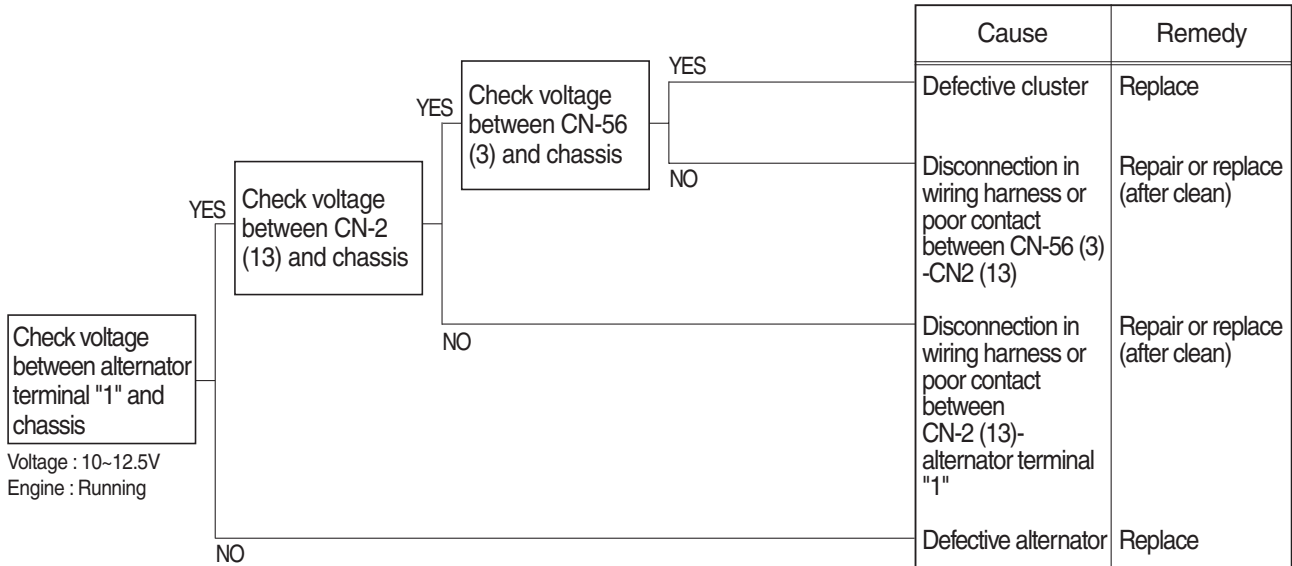 Cause
Remedy
YES
Defective cluster
Replace
Check voltage
between CN-56
(3) and chassis
YES
NO
Disconnection in
wiring harness or
poor contact
between CN-56 (3)
-CN2 (13)
Repair or replace
(after clean)
Check voltage
between CN-2
(13) and chassis
YES
NO
Disconnection in
wiring harness or
poor contact
between
CN-2 (13)-
alternator terminal
"1"
Repair or replace
(after clean)
Check voltage
between alternator
terminal "1" and
chassis
Voltage : 10~12.5V
Engine : Running
NO
Defective alternator
Replace